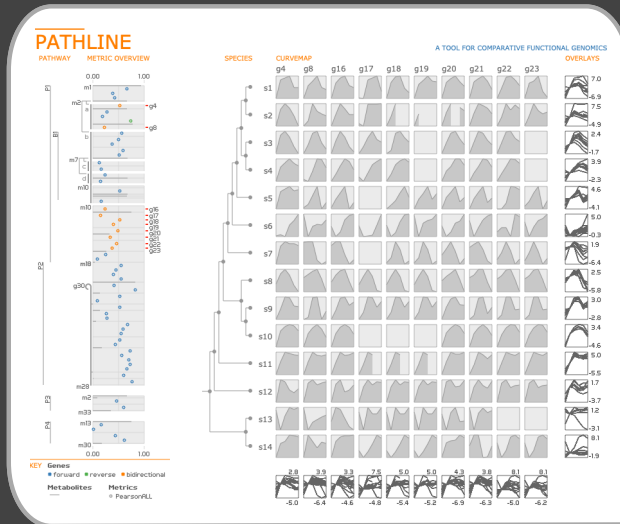 PATHLINE
A TOOL FOR COMPARATIVE FUNCTIONAL GENOMICS
PATHWAY METRIC OVERVIEW SPECIES CURVEMAP OVERLAYS
0.00 1.00
g4 g8 g16 g17 g18 g19 g20 g21 g22 g23
P1
m1
m2
a
g4
g8
B1
b
m7
c
d
m10
m10
g16
g17
g18
g19
g20
g21
g22
g23
P2
m18
g30
m28
P3
m2
m33
P4
m13
m30
0.00 1.00
s1 7.0 -6.9
s2 7.5 -4.9
s3 2.4 -1.7
s4 3.9 -2.3
s5 4.6 -4.1
s6 5.0 -0.3
s7 1.9 -6.4
s8 2.5 -5.8
s9 3.0 -2.8
s10 3.4 -4.6
s11 5.0 -5.5
s12 1.7 -3.7
s13 1.2 -3.1
s14 8.1 -1.9
2.8 3.9 3.3 7.5 5.0 5.2 4.3 3.8 8.1 8.1
-5.0 -6.4 -4.6 -4.8 -5.0 -5.0 -6.9 -6.3 -5.0 -6.2
KEY Genes
forward reverse bidirectional
Metabolites Metrics
PearsonALL